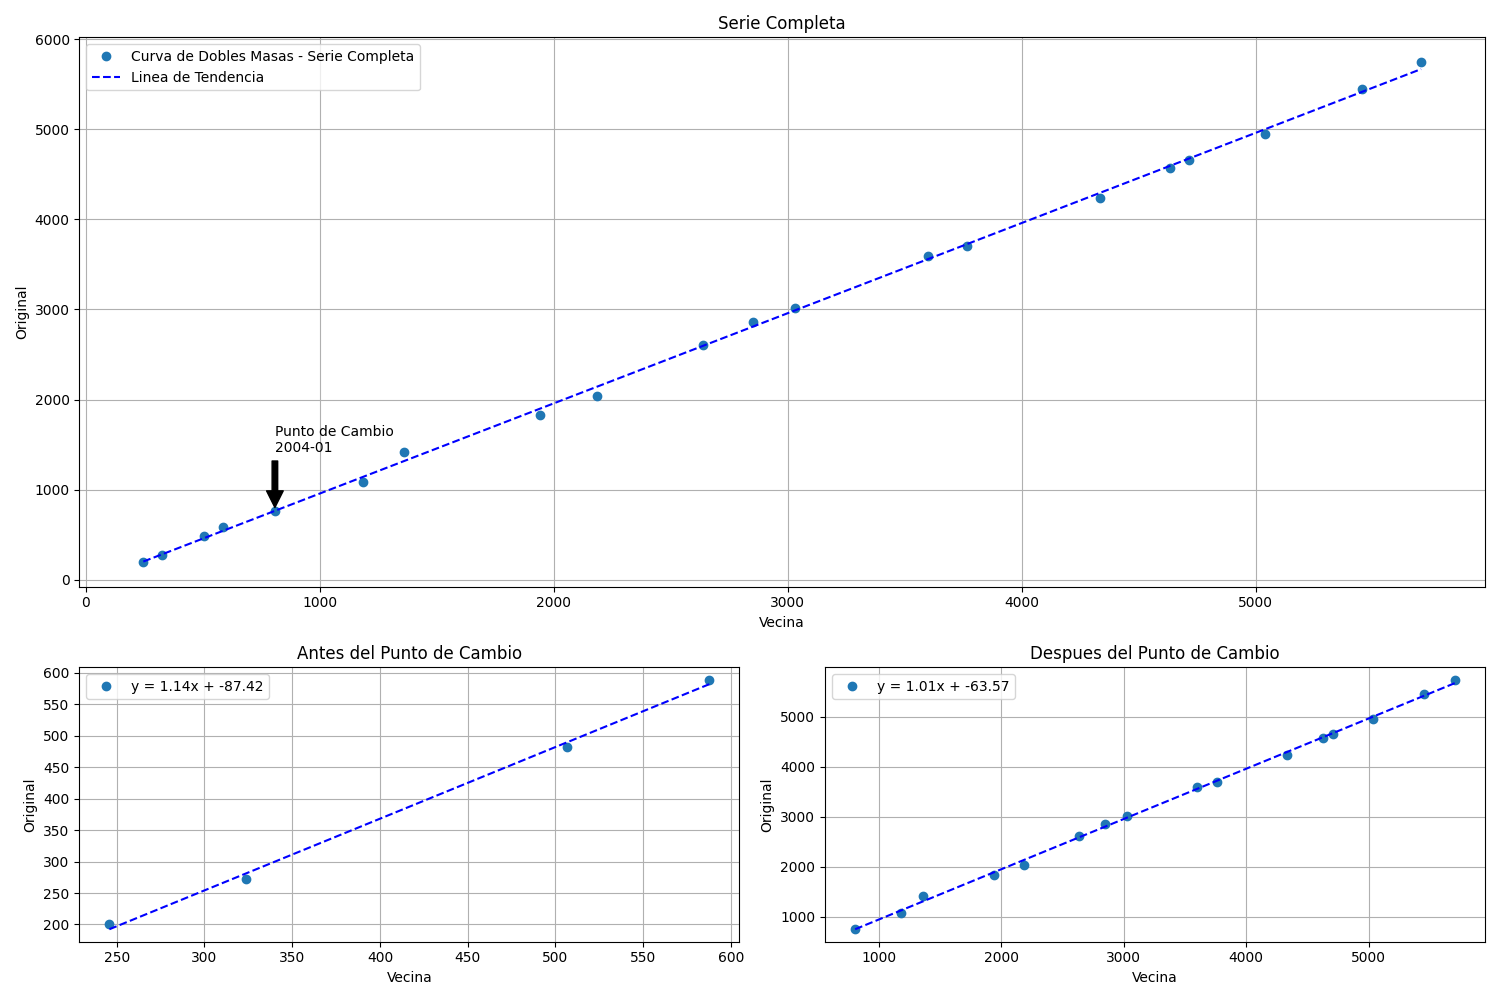 Serie Completa
6000
5000
4000
3000
2000
1000
0
Original
Curva de Dobles Masas - Serie Completa
Linea de Tendencia
Punto de Cambio
2004-01
0 1000 2000 3000 4000 5000
Vecina
Antes del Punto de Cambio
600
550
500
450
400
350
300
250
200
Original
y = 1.14x + -87.42
250 300 350 400 450 500 550 600
Vecina
Despues del Punto de Cambio
5000
4000
3000
2000
1000
Original
y = 1.01x + -63.57
1000 2000 3000 4000 5000
Vecina